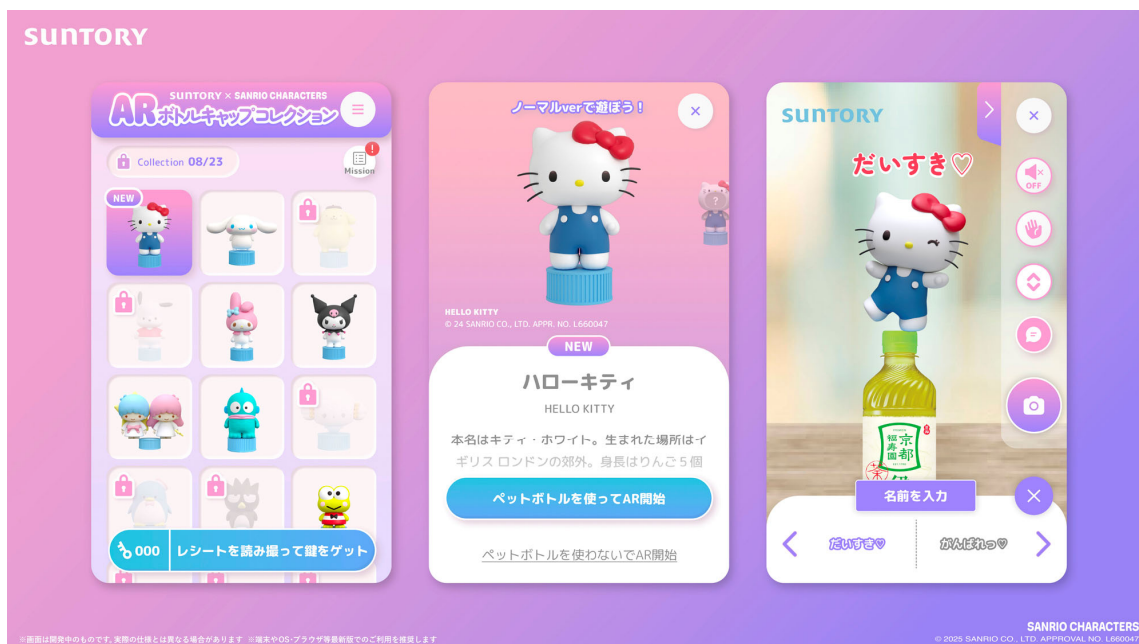 SUNTORY
SUNTORY × SANRIO CHARACTERS
ARボトルキャップコレクション
Collection 08/23
Mission
!
NEW
000
レシートを読み撮って鍵をゲット
ノーマルverで遊ぼう！
×
?
HELLO KITTY
© 24 SANRIO CO., LTD. APPR. NO. L660047
NEW
ハローキティ
HELLO KITTY
本名はキティ・ホワイト。生まれた場所はイ
ギリス ロンドンの郊外。身長はりんご５個
ペットボトルを使ってAR開始
ペットボトルを使わないでAR開始
SUNTORY
×
だいすき♡
OFF
京都
福寿園
名前を入力
×
だいすき♡
がんばれっ♡
※画面は開発中のものです。実際の仕様とは異なる場合があります ※端末やOS・ブラウザ等最新版でのご利用を推奨します
SANRIO CHARACTERS
© 2025 SANRIO CO., LTD. APPROVAL NO. L660047